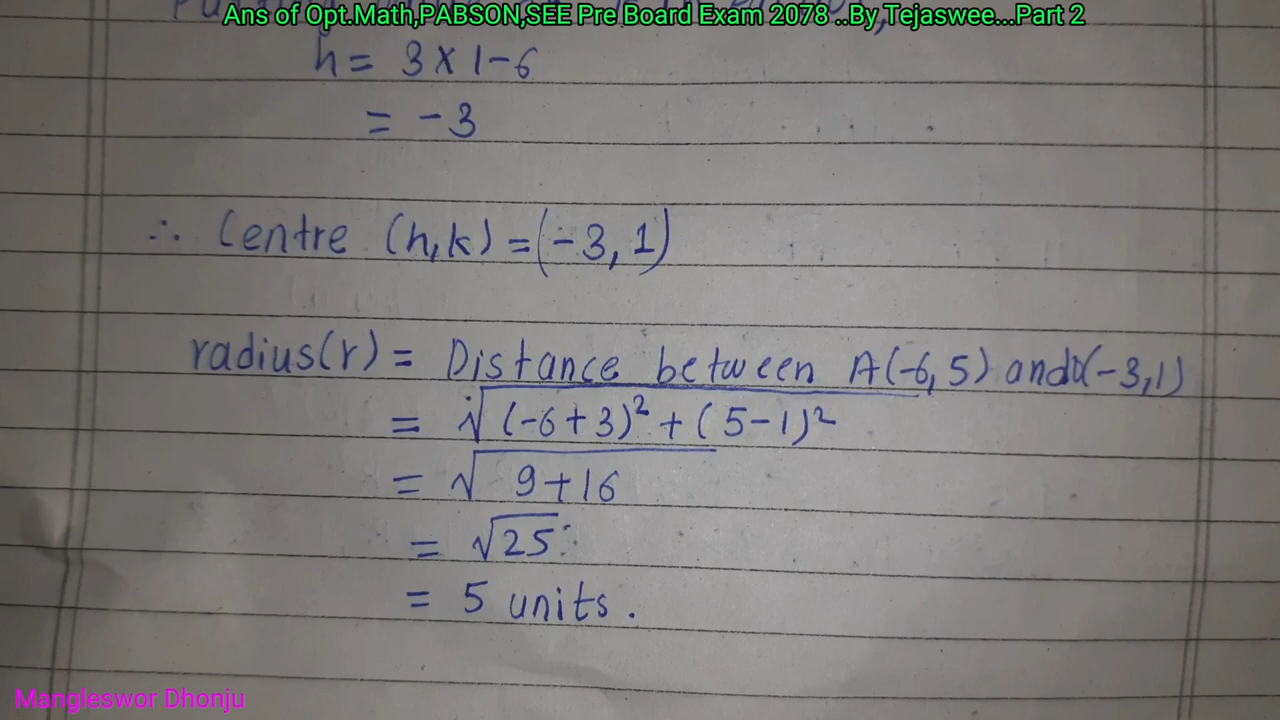 Ans of Opt.Math,PABSON,SEE Pre Board Exam 2078 ..By Tejaswee...Part 2
h = 3 × 1 - 6
= -3
∴ Centre (h,k) = (-3, 1)
radius(r) = Distance between A(-6, 5) and (-3, 1)
= √(-6+3)² + (5-1)²
= √9+16
= √25
= 5 units.
Mangleswor Dhonju